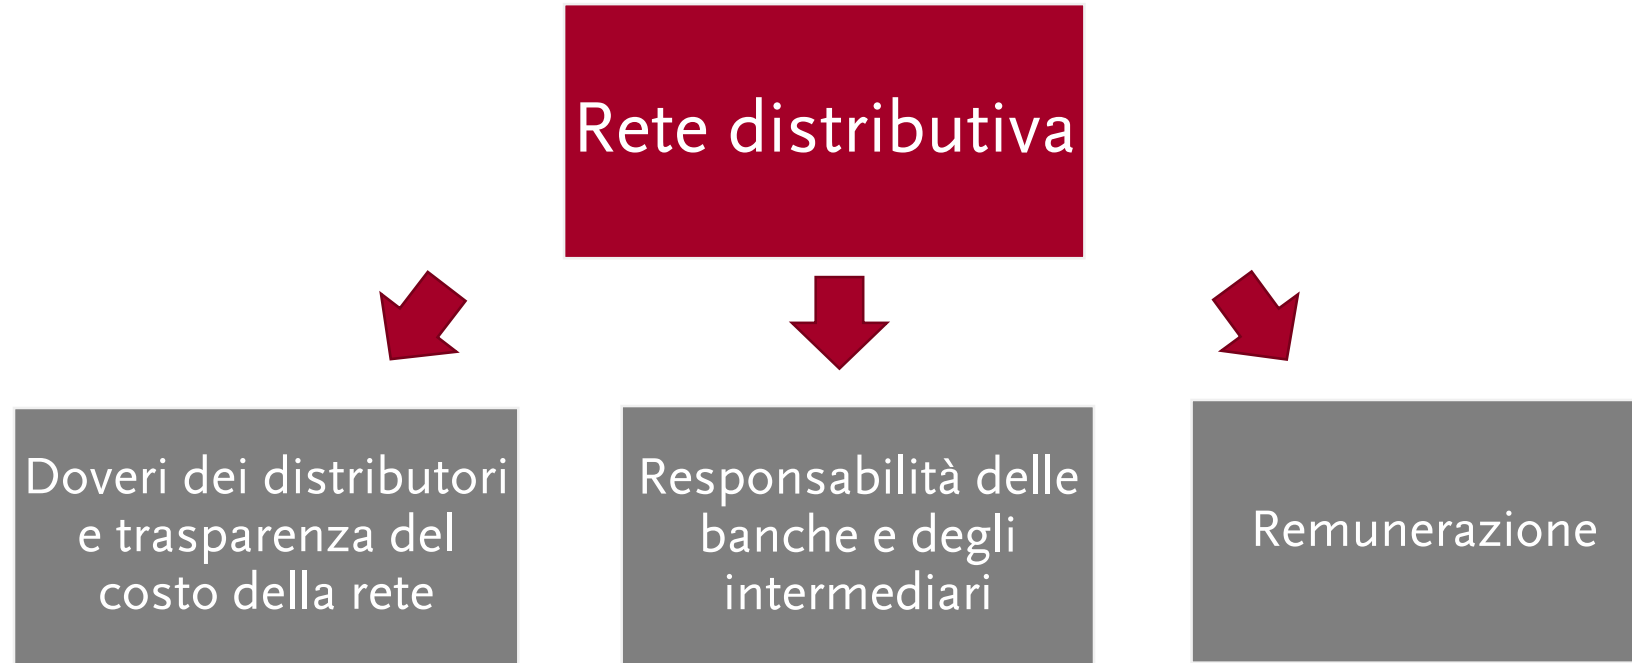 Rete distributiva
Doveri dei distributori
e trasparenza del
costo della rete
Responsabilità delle
banche e degli
intermediari
Remunerazione